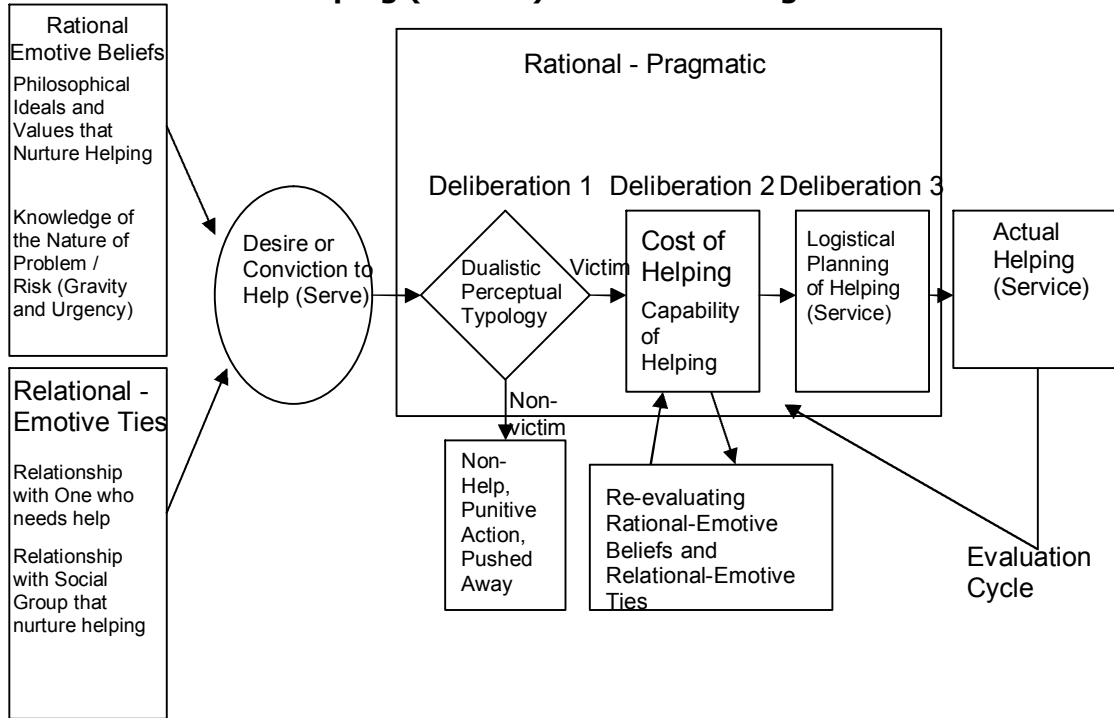 Rational
Emotive Beliefs
Philosophical
Ideals and
Values that
Nurture Helping
Knowledge of
the Nature of
Problem /
Risk (Gravity
and Urgency)
Relational -
Emotive Ties
Relationship
with One who
needs help
Relationship
with Social
Group that
nurture helping
Desire or
Conviction to
Help (Serve)
Rational - Pragmatic
Deliberation 1
Dualistic
Perceptual
Typology
Victim
Non-
victim
Non-
Help,
Punitive
Action,
Pushed
Away
Deliberation 2
Cost of
Helping
Capability
of
Helping
Re-evaluating
Rational-Emotive
Beliefs and
Relational-Emotive
Ties
Deliberation 3
Logistical
Planning
of Helping
(Service)
Actual
Helping
(Service)
Evaluation
Cycle